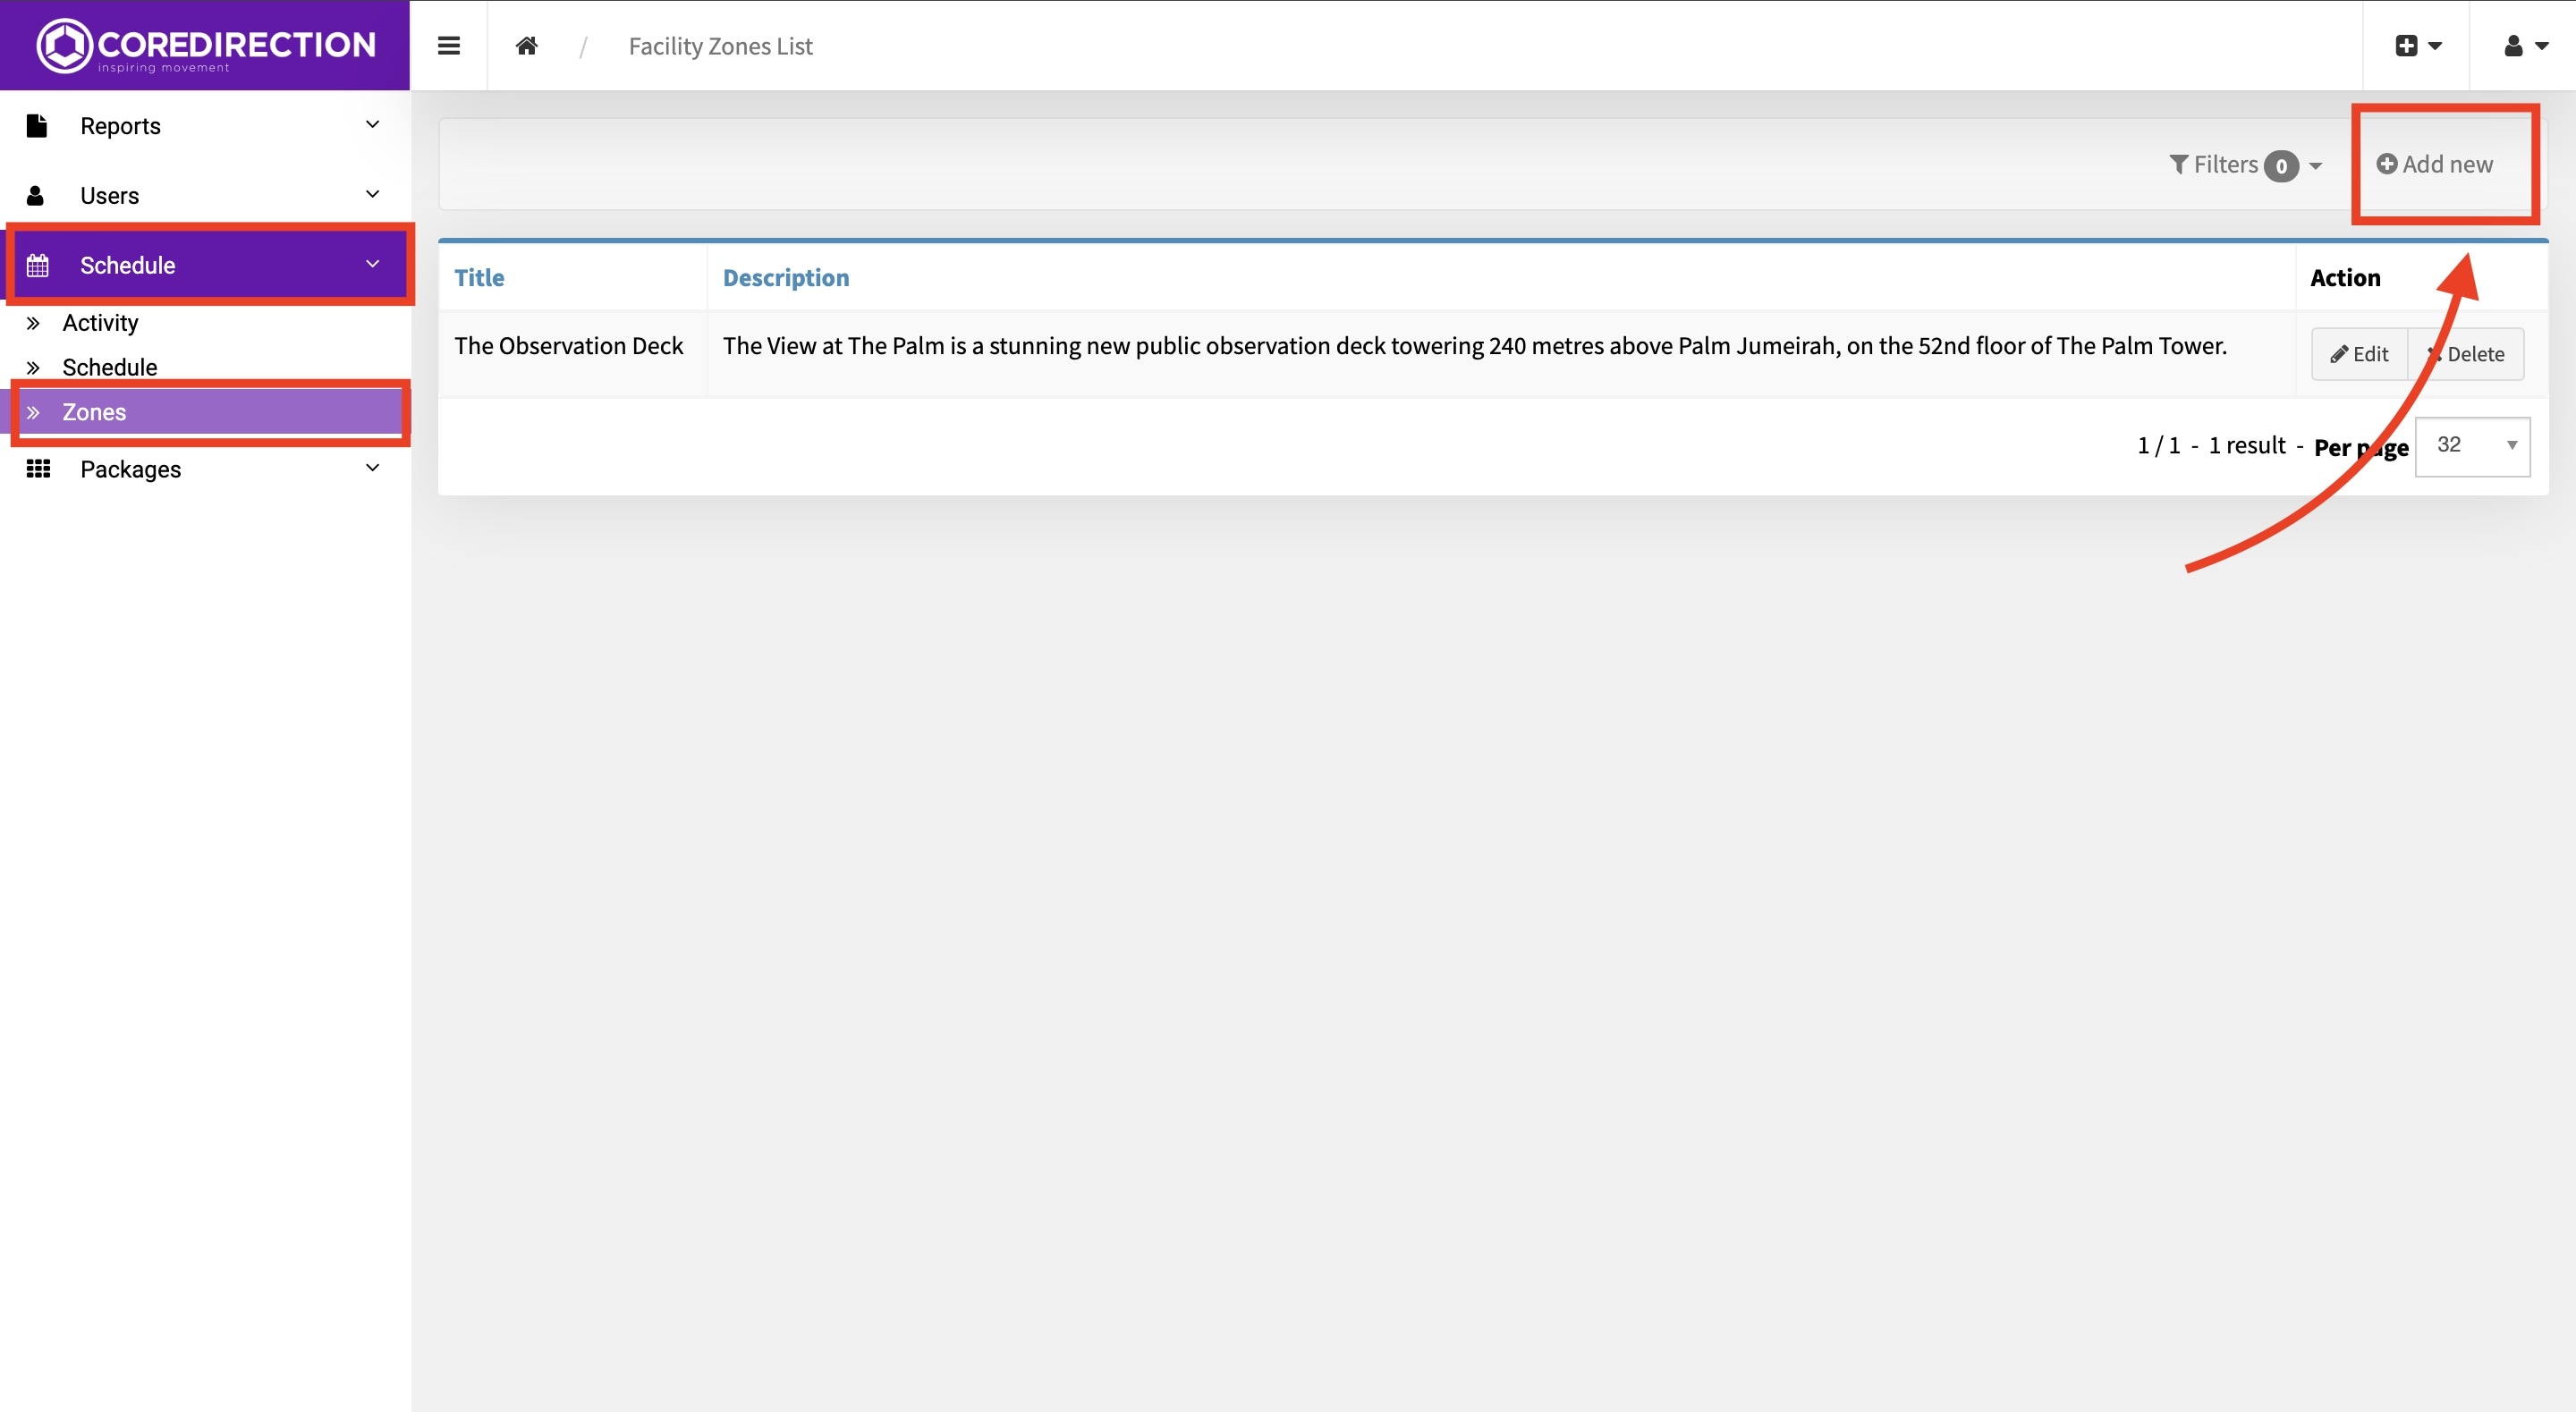 COREDIRECTION
inspiring movement
/ Facility Zones List
Reports
Users
Schedule
Activity
Schedule
Zones
Packages
Filters 0
Add new
Title Description Action
The Observation Deck The View at The Palm is a stunning new public observation deck towering 240 metres above Palm Jumeirah, on the 52nd floor of The Palm Tower. Edit Delete
1 / 1 - 1 result - Per page 32